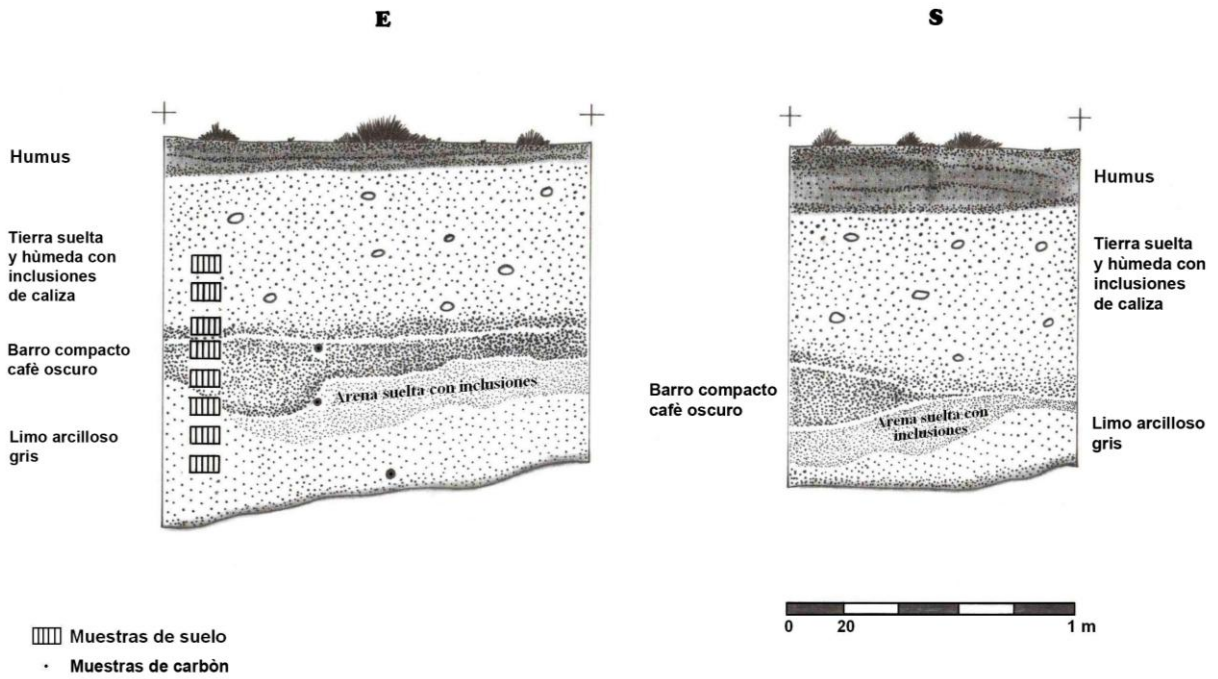 E
Humus
Tierra suelta
y hùmeda con
inclusiones
de caliza
Barro compacto
cafè oscuro
Limo arcilloso
gris
Arena suelta con inclusiones
Muestras de suelo
Muestras de carbòn
S
Humus
Tierra suelta
y hùmeda con
inclusiones
de caliza
Barro compacto
cafè oscuro
Arena suelta con
inclusiones
Limo arcilloso
gris
0 20 1 m